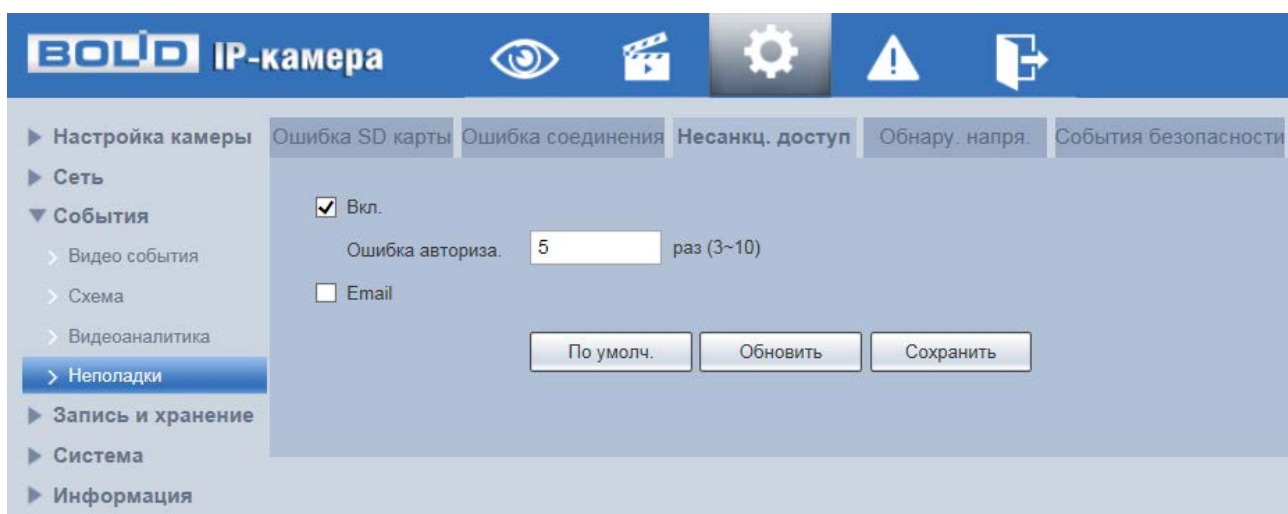 BOLID IP-камера
Настройка камеры
Сеть
События
Видео события
Схема
Видеоаналитика
Неполадки
Запись и хранение
Система
Информация
Ошибка SD карты Ошибка соединения Несанкц. доступ Обнару. напря. События безопасности
Вкл.
Ошибка авториза. 5 раз (3~10)
Email
По умолч. Обновить Сохранить